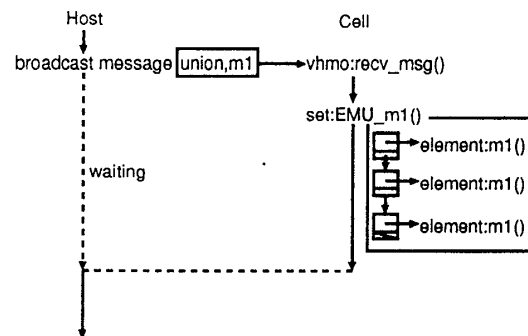 Host Cell
broadcast message union,m1 vhmo:recv_msg()
set:EMU_m1()
element:m1()
waiting element:m1()
element:m1()